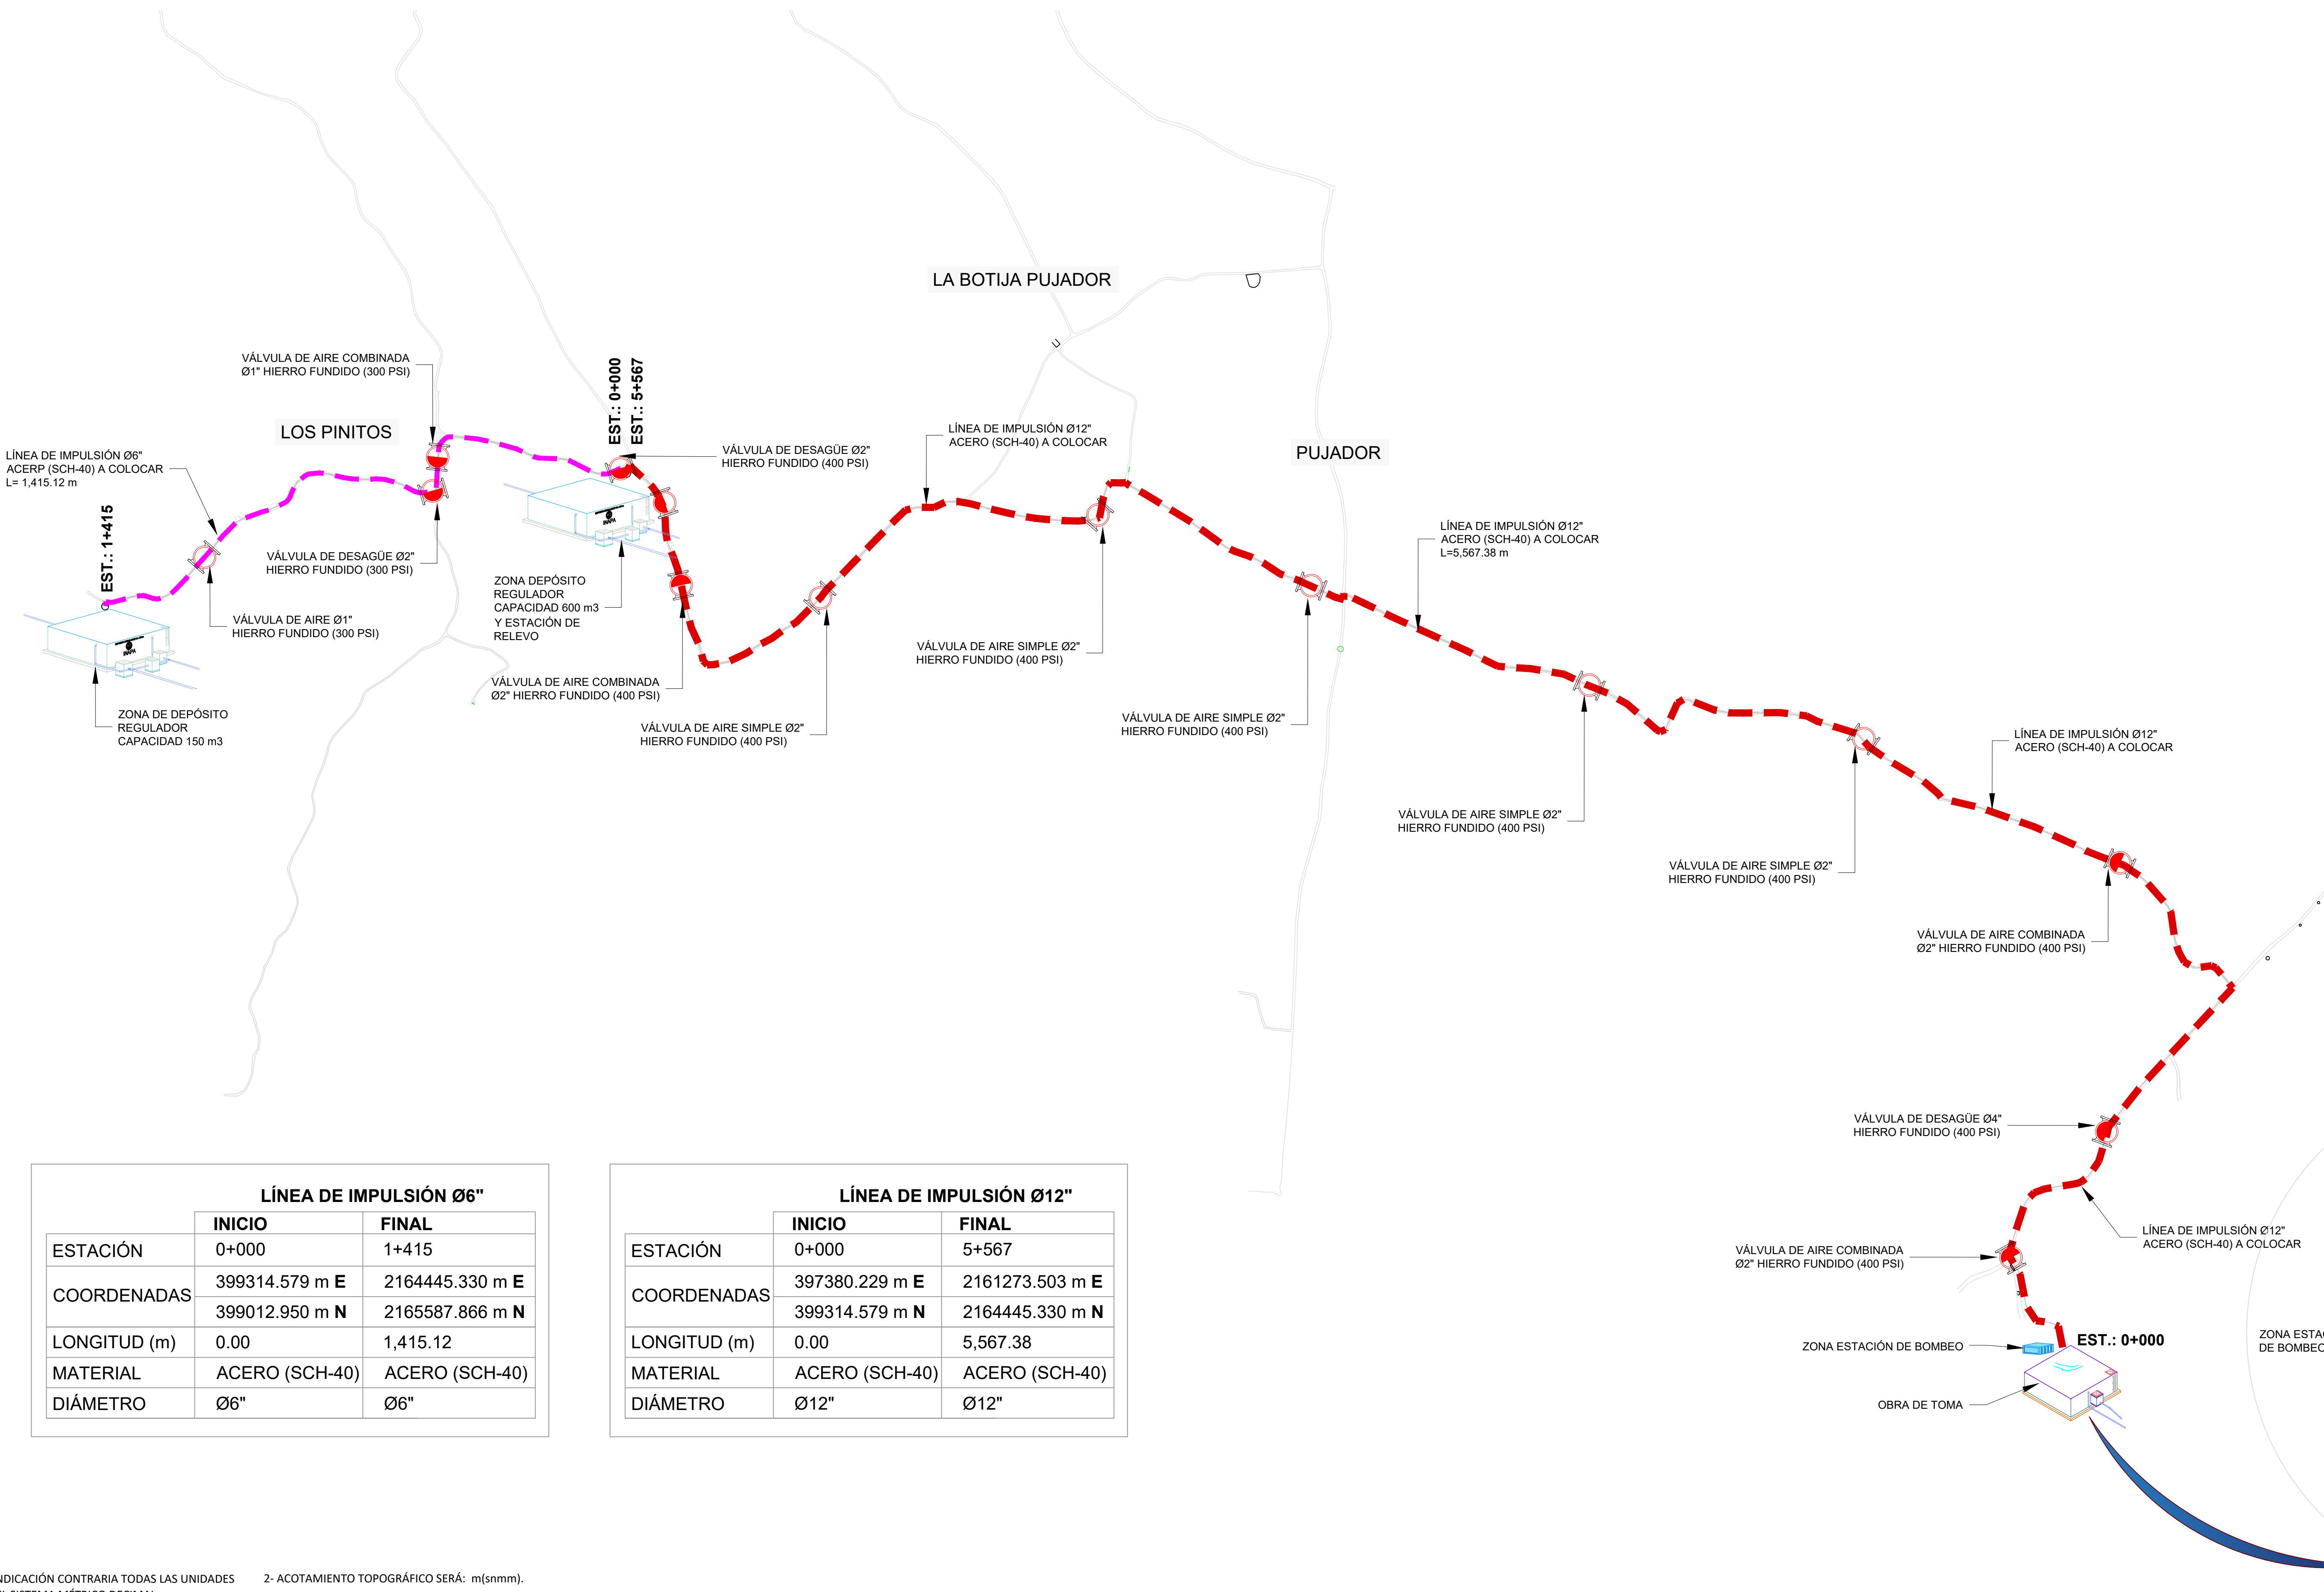 LA BOTIJA PUJADOR
VÁLVULA DE AIRE COMBINADA
Ø1" HIERRO FUNDIDO (300 PSI)
EST.: 0+000
EST.: 5+567
LOS PINITOS
LÍNEA DE IMPULSIÓN Ø6"
ACERP (SCH-40) A COLOCAR
L= 1,415.12 m
EST.: 1+415
VÁLVULA DE DESAGÜE Ø2"
HIERRO FUNDIDO (400 PSI)
LÍNEA DE IMPULSIÓN Ø12"
ACERO (SCH-40) A COLOCAR
PUJADOR
LÍNEA DE IMPULSIÓN Ø12"
ACERO (SCH-40) A COLOCAR
L=5,567.38 m
VÁLVULA DE DESAGÜE Ø2"
HIERRO FUNDIDO (300 PSI)
INAPA
ZONA DEPÓSITO
REGULADOR
CAPACIDAD 600 m3
Y ESTACIÓN DE
RELEVO
VÁLVULA DE AIRE Ø1"
HIERRO FUNDIDO (300 PSI)
INAPA
VÁLVULA DE AIRE SIMPLE Ø2"
HIERRO FUNDIDO (400 PSI)
VÁLVULA DE AIRE COMBINADA
Ø2" HIERRO FUNDIDO (400 PSI)
ZONA DE DEPÓSITO
REGULADOR
CAPACIDAD 150 m3
VÁLVULA DE AIRE SIMPLE Ø2"
HIERRO FUNDIDO (400 PSI)
VÁLVULA DE AIRE SIMPLE Ø2"
HIERRO FUNDIDO (400 PSI)
LÍNEA DE IMPULSIÓN Ø12"
ACERO (SCH-40) A COLOCAR
VÁLVULA DE AIRE SIMPLE Ø2"
HIERRO FUNDIDO (400 PSI)
VÁLVULA DE AIRE SIMPLE Ø2"
HIERRO FUNDIDO (400 PSI)
VÁLVULA DE AIRE COMBINADA
Ø2" HIERRO FUNDIDO (400 PSI)
VÁLVULA DE DESAGÜE Ø4"
HIERRO FUNDIDO (400 PSI)
LÍNEA DE IMPULSIÓN Ø12"
ACERO (SCH-40) A COLOCAR
VÁLVULA DE AIRE COMBINADA
Ø2" HIERRO FUNDIDO (400 PSI)
ZONA ESTACIÓN DE BOMBEO
EST.: 0+000
OBRA DE TOMA
ZONA ESTA
DE BOMBEO
LÍNEA DE IMPULSIÓN Ø6"
INICIO FINAL
ESTACIÓN 0+000 1+415
COORDENADAS 399314.579 m E 2164445.330 m E
399012.950 m N 2165587.866 m N
LONGITUD (m) 0.00 1,415.12
MATERIAL ACERO (SCH-40) ACERO (SCH-40)
DIÁMETRO Ø6" Ø6"
LÍNEA DE IMPULSIÓN Ø12"
INICIO FINAL
ESTACIÓN 0+000 5+567
COORDENADAS 397380.229 m E 2161273.503 m E
399314.579 m N 2164445.330 m N
LONGITUD (m) 0.00 5,567.38
MATERIAL ACERO (SCH-40) ACERO (SCH-40)
DIÁMETRO Ø12" Ø12"
NDICACIÓN CONTRARIA TODAS LAS UNIDADES
2- ACOTAMIENTO TOPOGRÁFICO SERÁ: m(snmm).